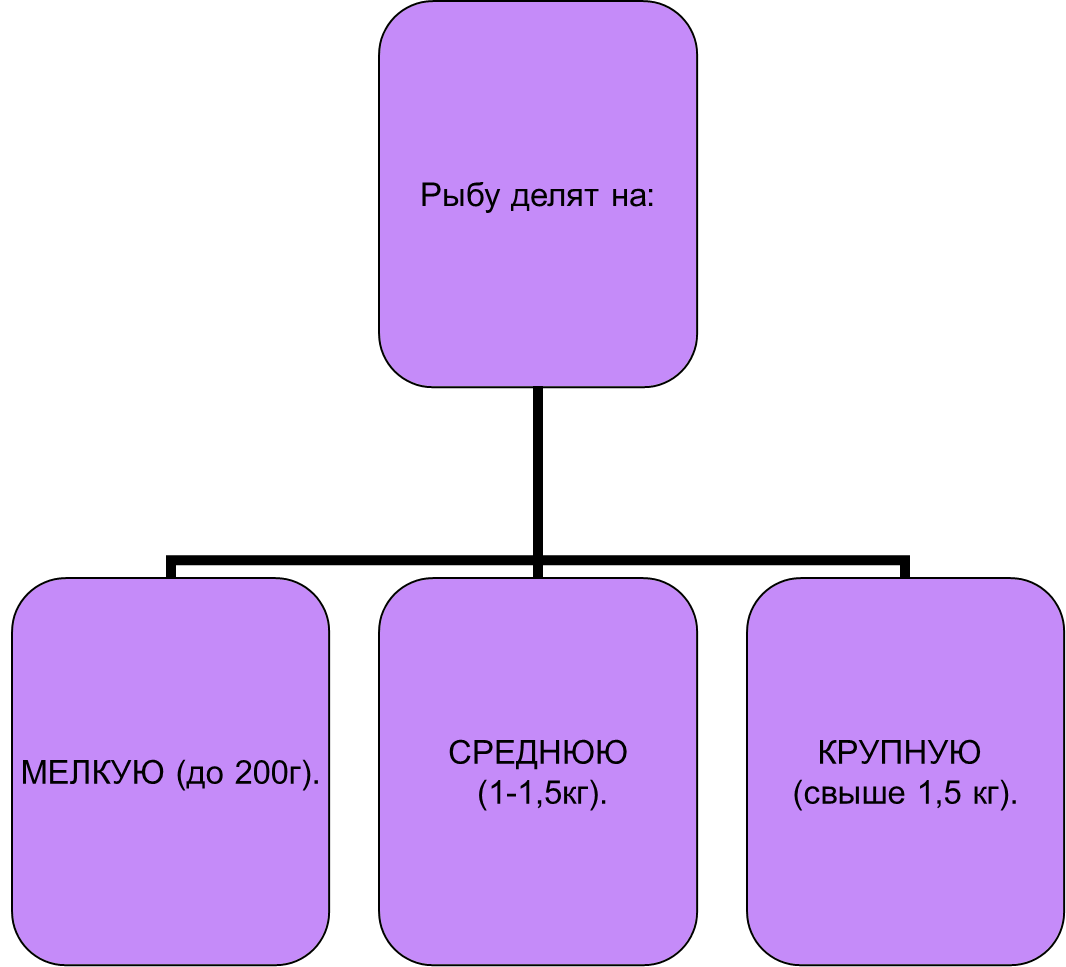 Рыбу делят на:
МЕЛКУЮ (до 200г).
СРЕДНЮЮ
(1-1,5кг).
КРУПНУЮ
(свыше 1,5 кг).